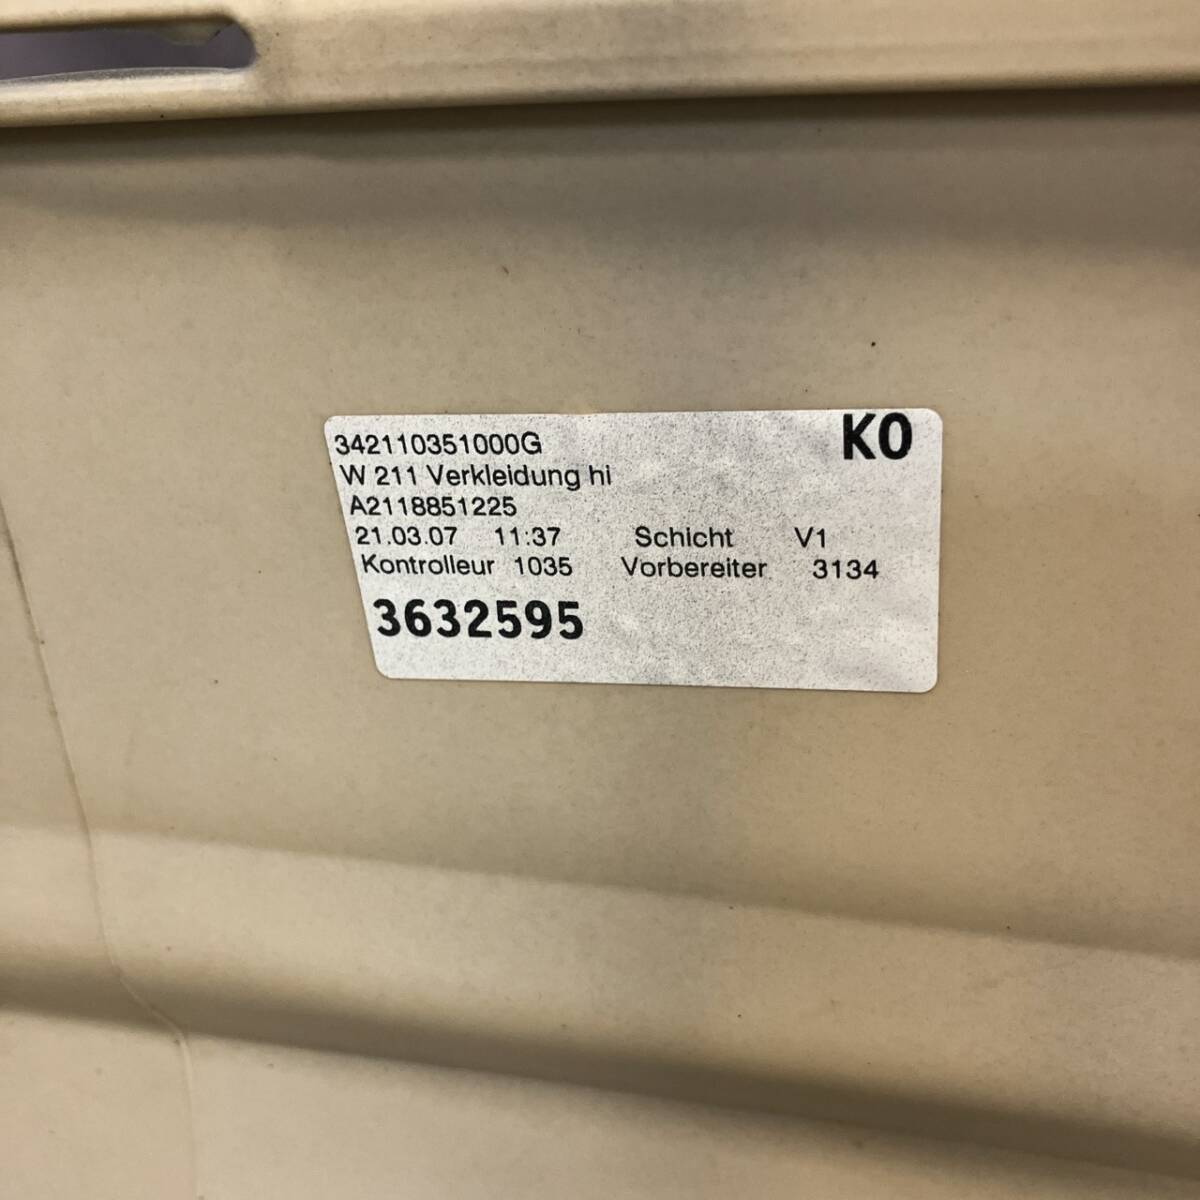 342110351000G K0
W 211 Verkleidung hi
A2118851225
21.03.07 11:37 Schicht V1
Kontrolleur 1035 Vorbereiter 3134
3632595